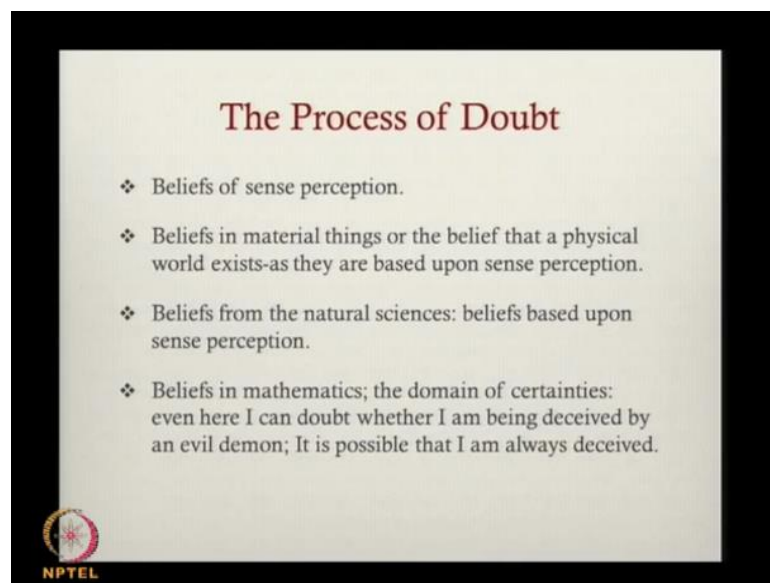 The Process of Doubt
❖ Beliefs of sense perception.
❖ Beliefs in material things or the belief that a physical
world exists-as they are based upon sense perception.
❖ Beliefs from the natural sciences: beliefs based upon
sense perception.
❖ Beliefs in mathematics; the domain of certainties:
even here I can doubt whether I am being deceived by
an evil demon; It is possible that I am always deceived.
NPTEL